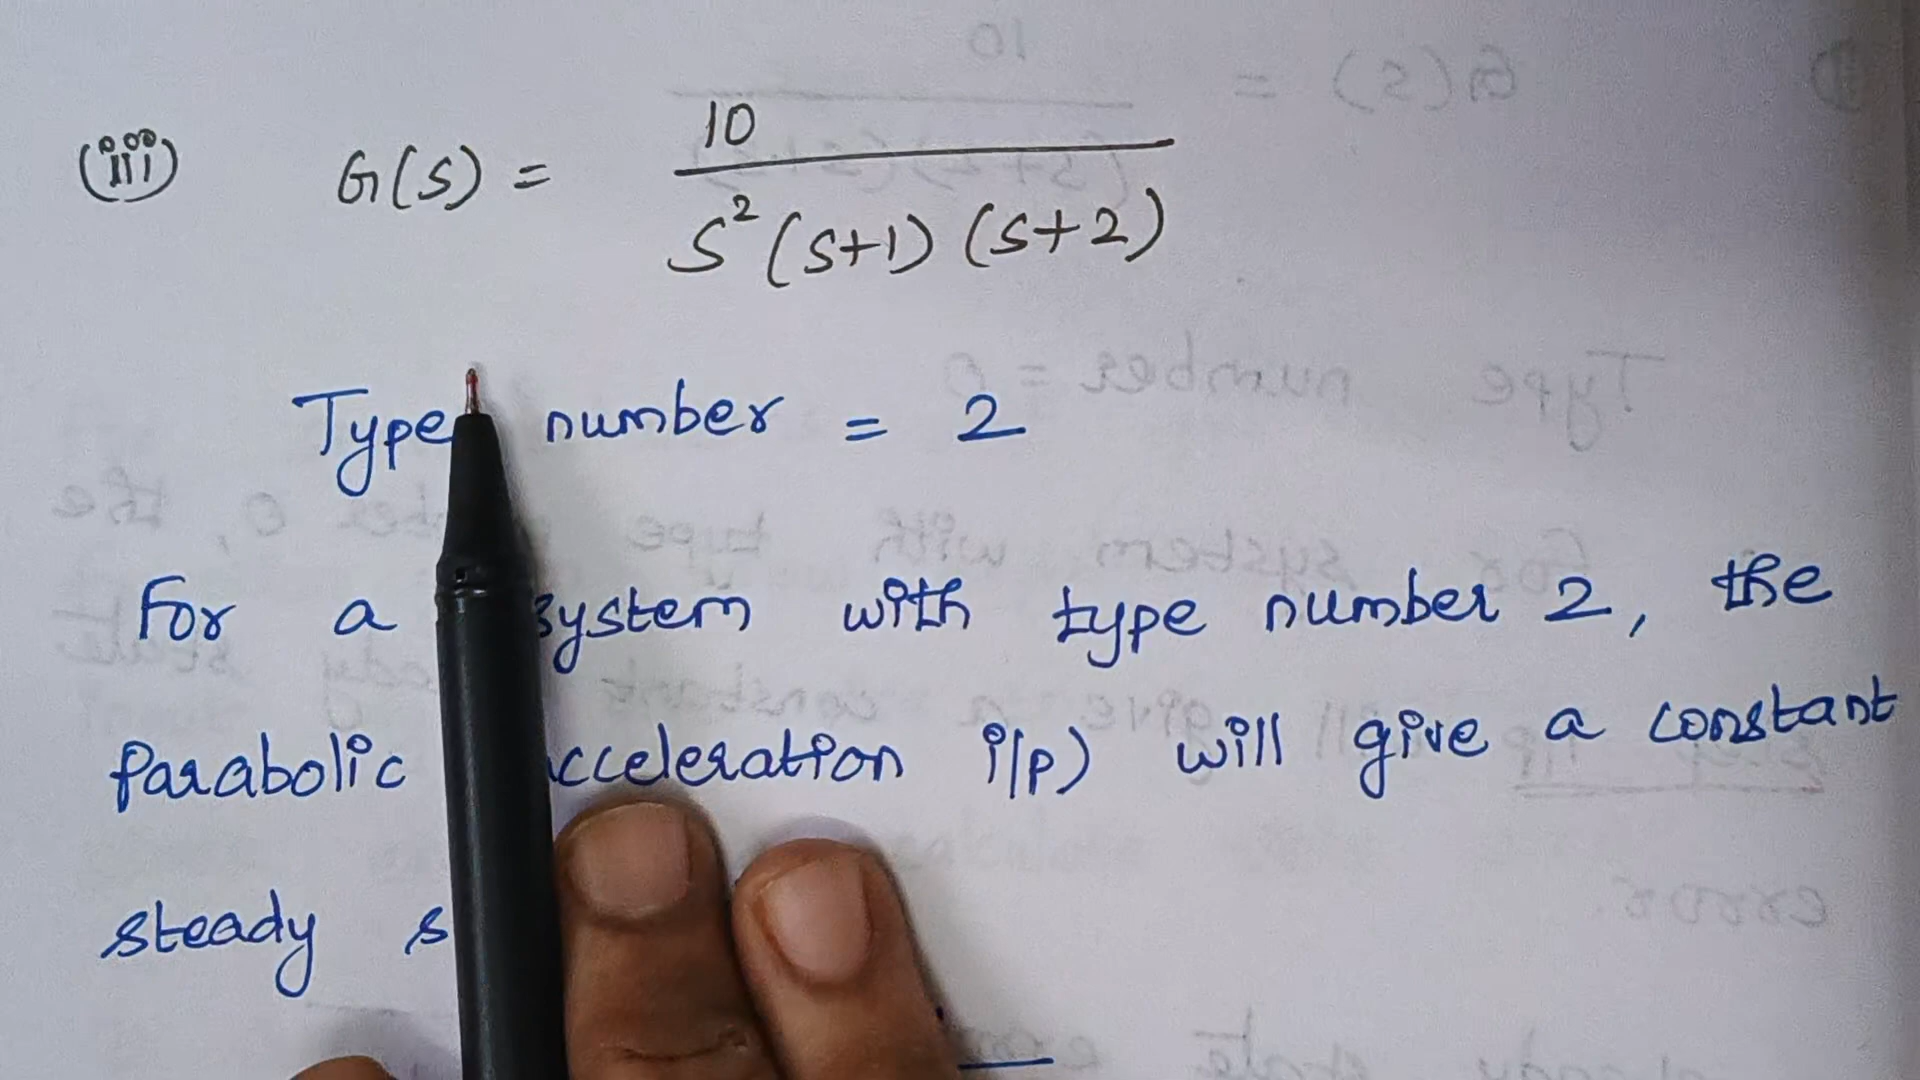 (iii) G(s) = 10
s²(s+1)(s+2)
Type number = 2
For a system with type number 2, the
parabolic acceleration i/p) will give a constant
steady